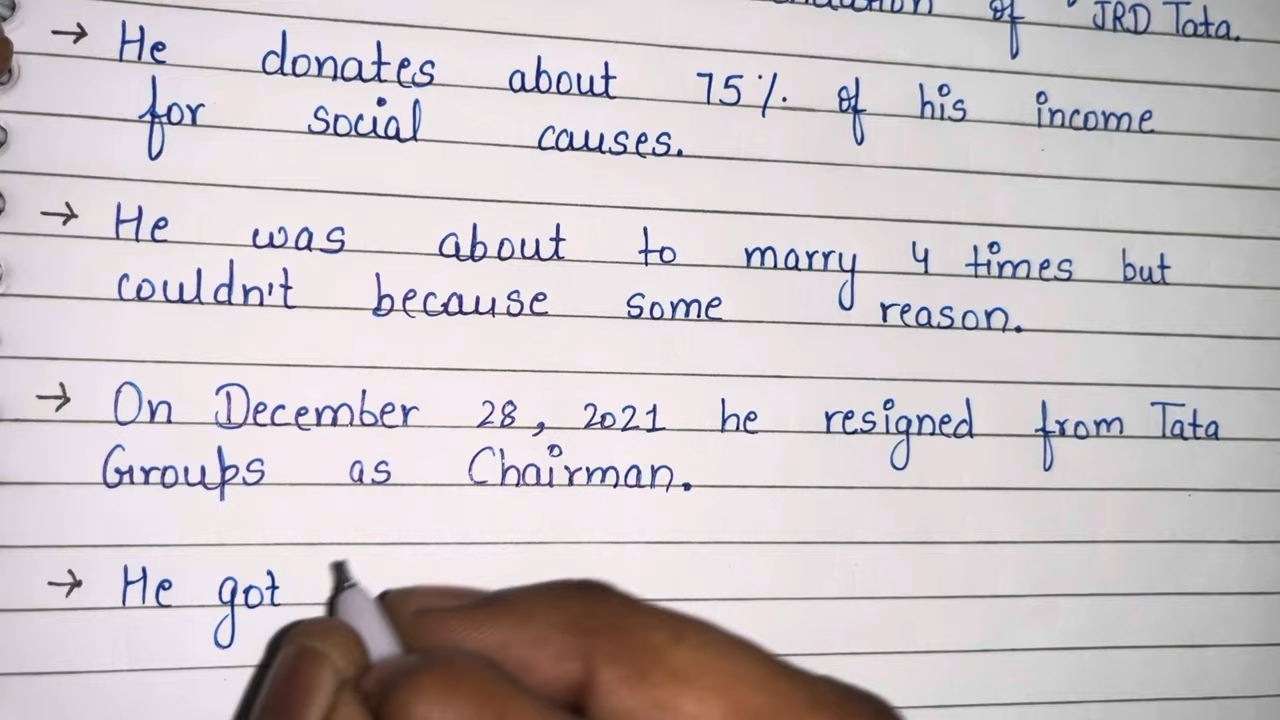 of JRD Tata.
→ He donates about 75% of his income
for social causes.
→ He was about to marry 4 times but
couldn't because some reason.
→ On December 28, 2021 he resigned from Tata
Groups as Chairman.
→ He got